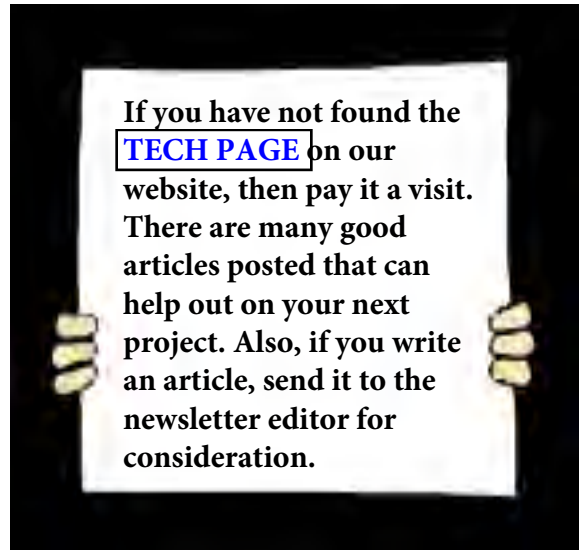 If you have not found the
TECH PAGE on our
website, then pay it a visit.
There are many good
articles posted that can
help out on your next
project. Also, if you write
an article, send it to the
newsletter editor for
consideration.